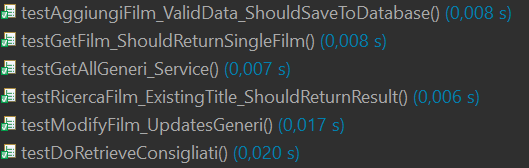 testAggiungiFilm_ValidData_ShouldSaveToDatabase() (0,008 s)
testGetFilm_ShouldReturnSingleFilm() (0,008 s)
testGetAllGeneri_Service() (0,007 s)
testRicercaFilm_ExistingTitle_ShouldReturnResult() (0,006 s)
testModifyFilm_UpdatesGeneri() (0,017 s)
testDoRetrieveConsigliati() (0,020 s)